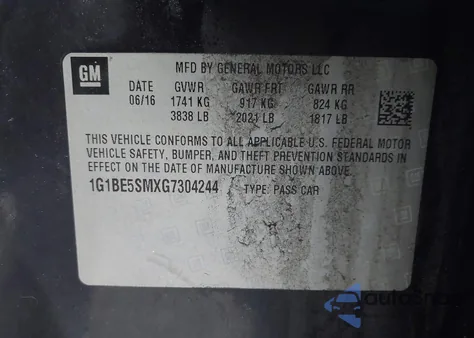 GM
MFD BY GENERAL MOTORS LLC
DATE GVWR GAWR FRT GAWR RR
06/16 1741 KG 917 KG 824 KG
3838 LB 2021 LB 1817 LB
THIS VEHICLE CONFORMS TO ALL APPLICABLE U.S. FEDERAL MOTOR
VEHICLE SAFETY, BUMPER, AND THEFT PREVENTION STANDARDS IN
EFFECT ON THE DATE OF MANUFACTURE SHOWN ABOVE.
1G1BE5SMXG7304244 TYPE: PASS CAR